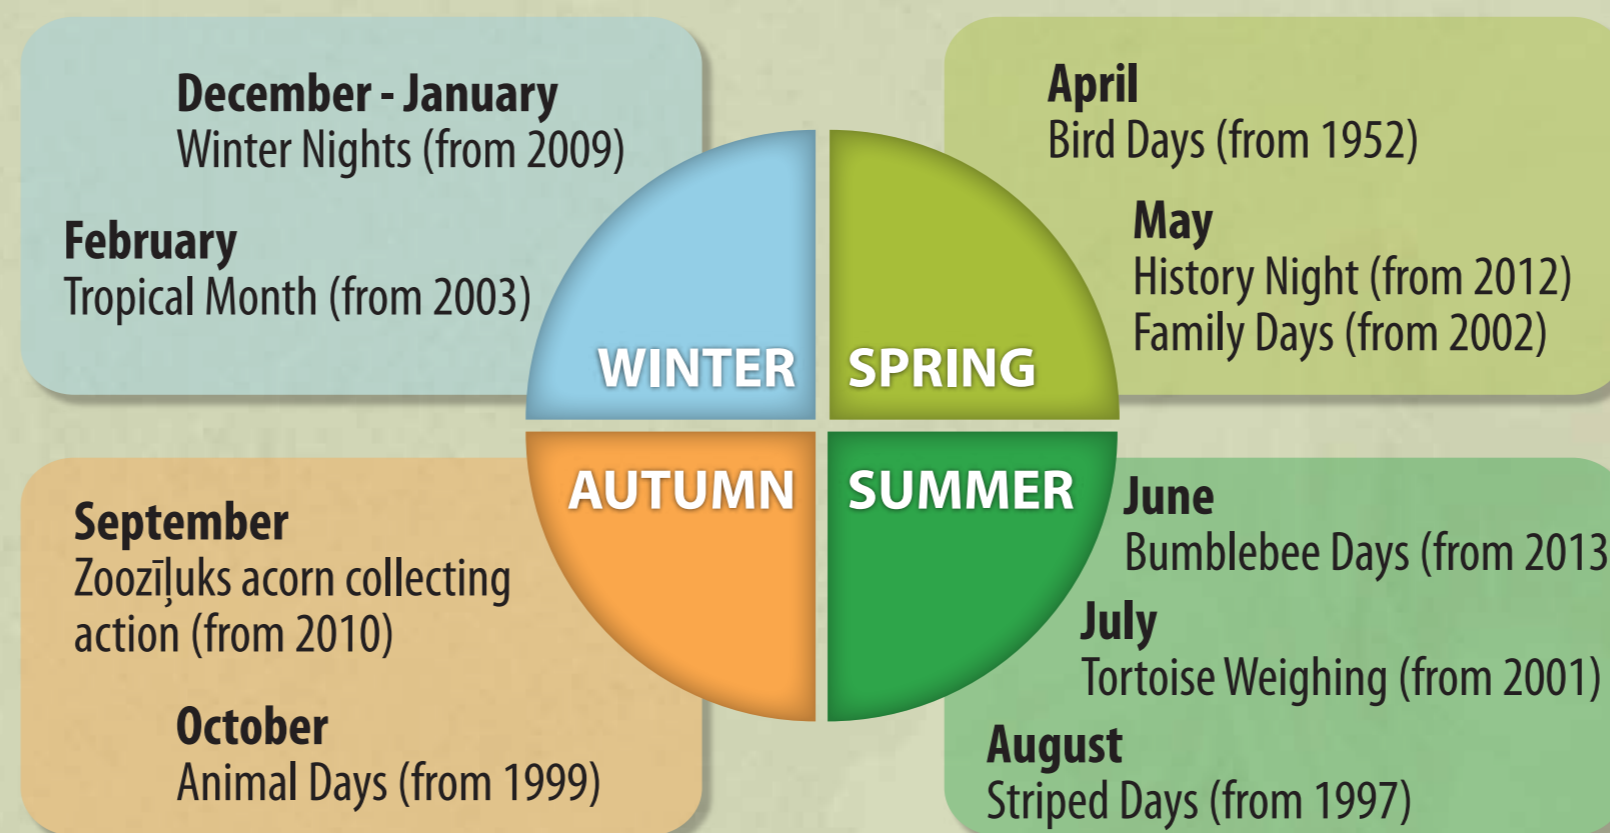 December - January
Winter Nights (from 2009)
February
Tropical Month (from 2003)
WINTER
April
Bird Days (from 1952)
May
History Night (from 2012)
Family Days (from 2002)
SPRING
AUTUMN
September
Zoozīļuks acorn collecting
action (from 2010)
October
Animal Days (from 1999)
SUMMER
June
Bumblebee Days (from 2013
July
Tortoise Weighing (from 2001)
August
Striped Days (from 1997)